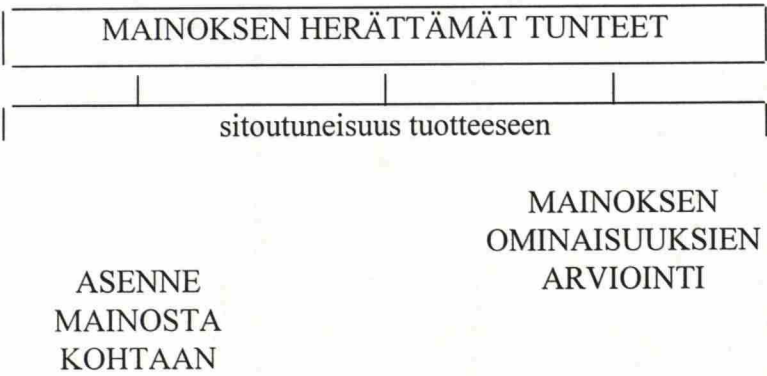 MAINOKSEN HERÄTTÄMÄT TUNTEET
sitoutuneisuus tuotteeseen
MAINOKSEN
OMINAISUUKSIEN
ARVIOINTI
ASENNE
MAINOSTA
KOHTAAN